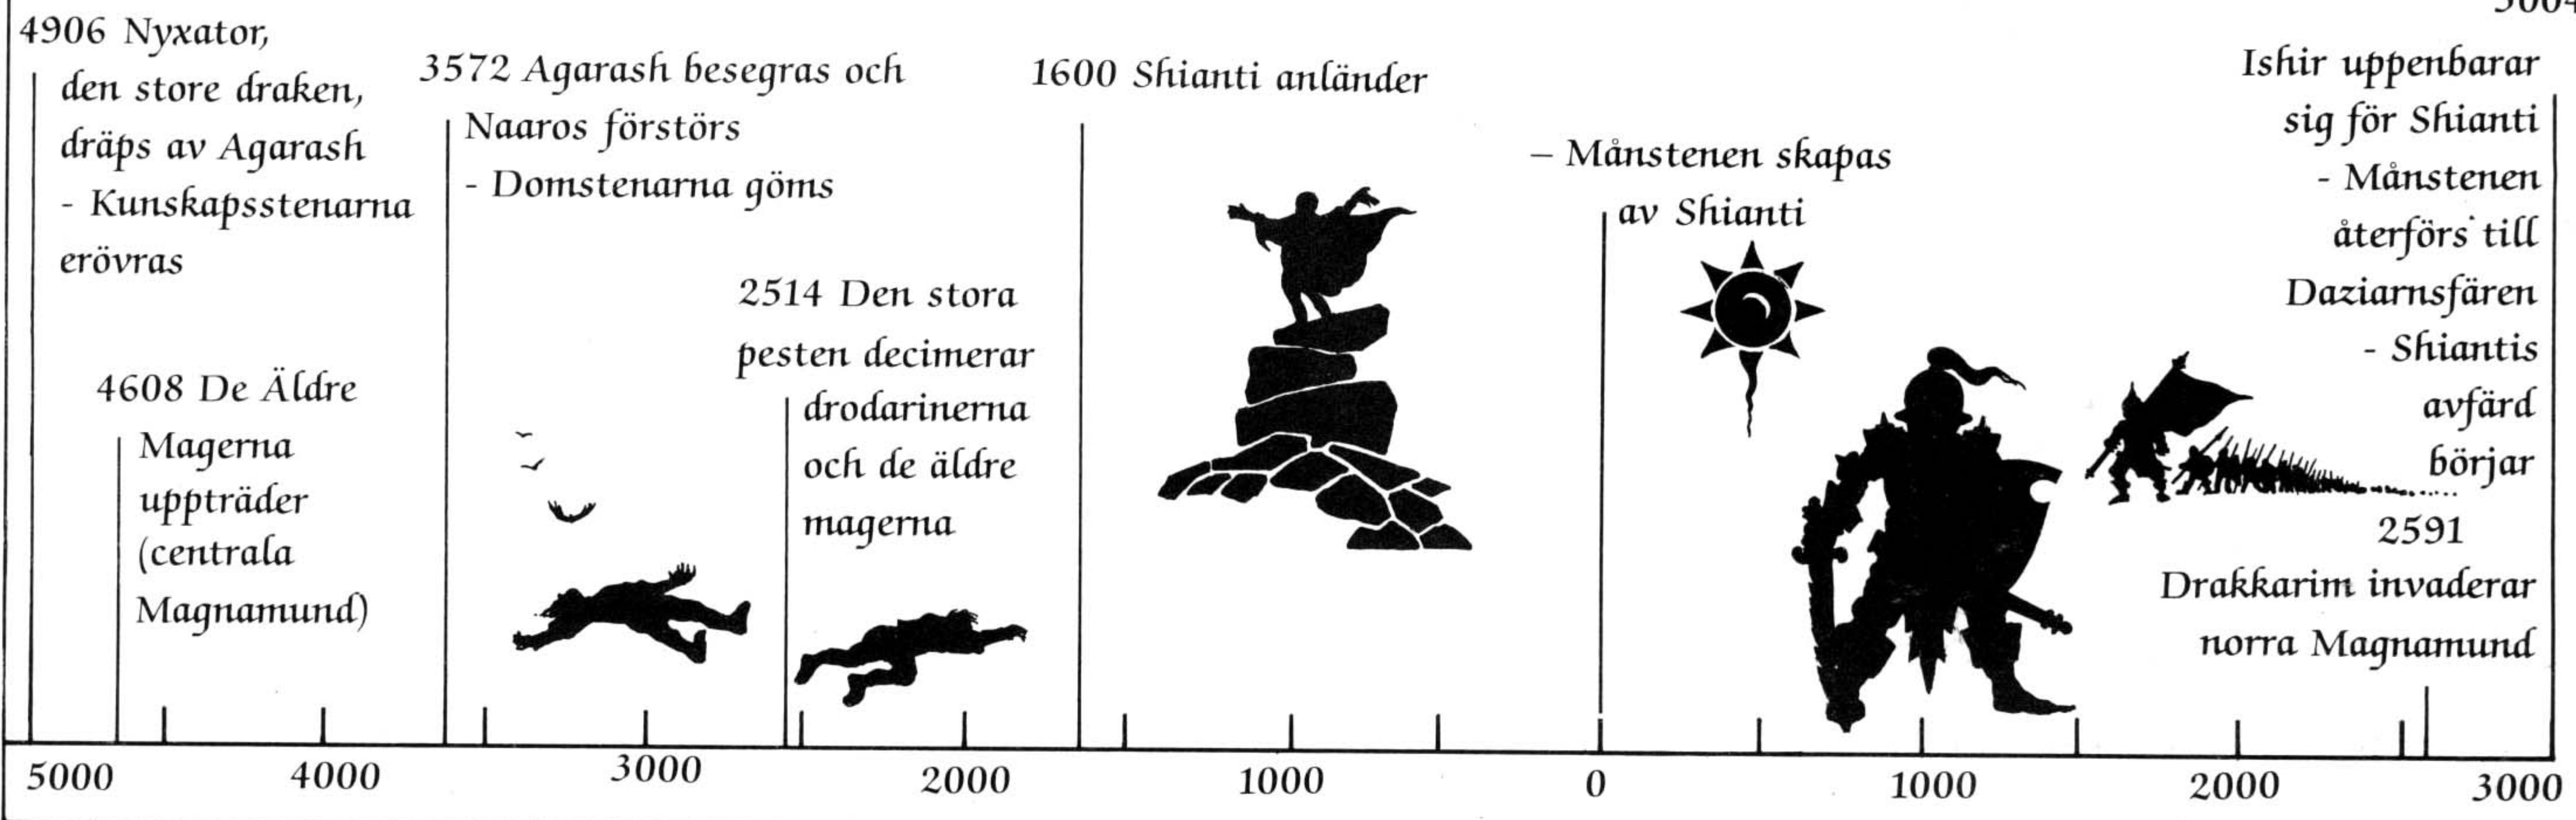 4906 Nyxator,
den store draken,
dräps av Agarash
- Kunskapsstenarna
erövras
4608 De Äldre
Magerna
uppträder
(centrala
Magnamund)
3572 Agarash besegras och
Naaros förstörs
- Domstenarna göms
2514 Den stora
pesten decimerar
drodarinerna
och de äldre
magerna
1600 Shianti anländer
– Månstenen skapas
av Shianti
Ishir uppenbarar
sig för Shianti
- Månstenen
återförs till
Daziarnsfären
- Shiantis
avfärd
börjar
2591
Drakkarim invaderar
norra Magnamund
5000 4000 3000 2000 1000 0 1000 2000 3000